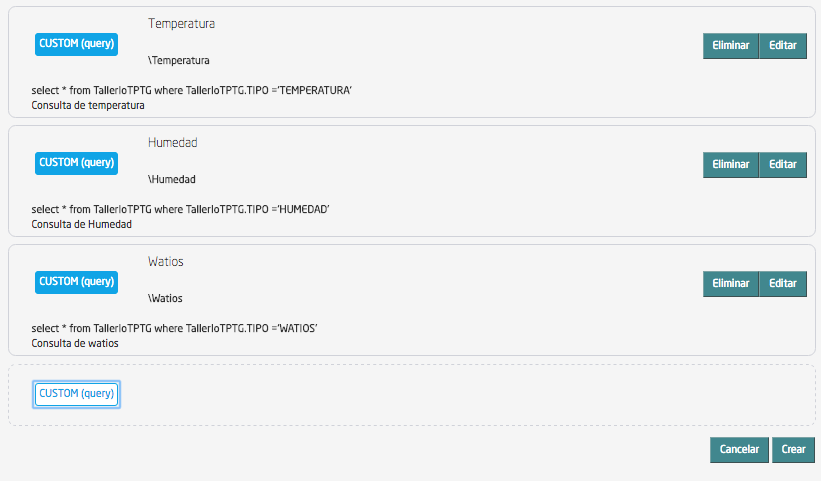 Temperatura
CUSTOM (query)
Eliminar Editar
\Temperatura
select * from TallerIoTPTG where TallerIoTPTG.TIPO ='TEMPERATURA'
Consulta de temperatura
Humedad
CUSTOM (query)
Eliminar Editar
\Humedad
select * from TallerIoTPTG where TallerIoTPTG.TIPO ='HUMEDAD'
Consulta de Humedad
Watios
CUSTOM (query)
Eliminar Editar
\Watios
select * from TallerIoTPTG where TallerIoTPTG.TIPO ='WATIOS'
Consulta de watios
CUSTOM (query)
Cancelar Crear